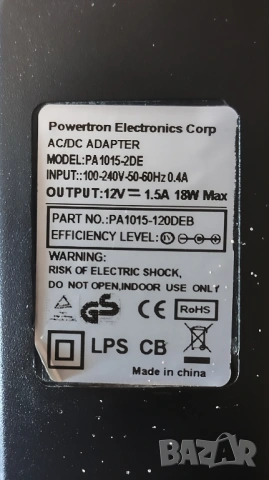 Powertron Electronics Corp
AC/DC ADAPTER
MODEL:PA1015-2DE
INPUT::100-240V-50-60Hz 0.4A
OUTPUT:12V⎓1.5A 18W Max
PART NO.:PA1015-120DEB
EFFICIENCY LEVEL:
WARNING:
RISK OF ELECTRIC SHOCK,
DO NOT OPEN,INDOOR USE ONLY
GS
CE
RoHS
LPS CB
Made in china
BAZAR